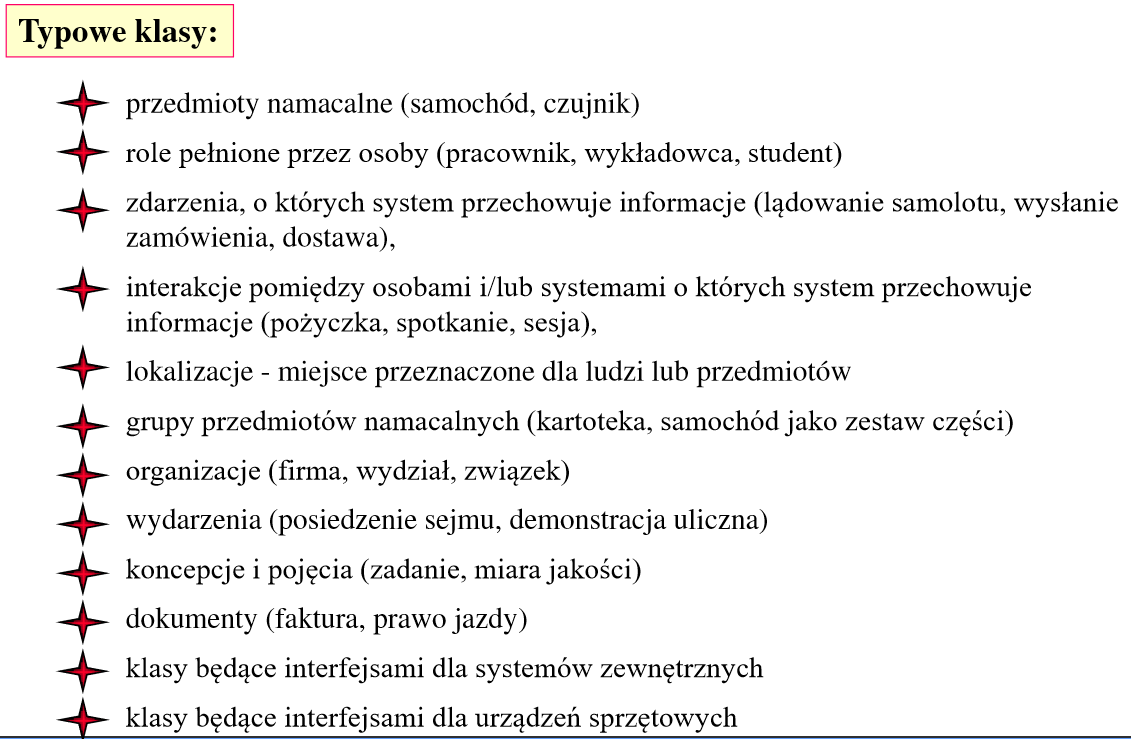 Typowe klasy:
przedmioty namacalne (samochód, czujnik)
role pełnione przez osoby (pracownik, wykładowca, student)
zdarzenia, o których system przechowuje informacje (lądowanie samolotu, wysłanie
zamówienia, dostawa),
interakcje pomiędzy osobami i/lub systemami o których system przechowuje
informacje (pożyczka, spotkanie, sesja),
lokalizacje - miejsce przeznaczone dla ludzi lub przedmiotów
grupy przedmiotów namacalnych (kartoteka, samochód jako zestaw części)
organizacje (firma, wydział, związek)
wydarzenia (posiedzenie sejmu, demonstracja uliczna)
koncepcje i pojęcia (zadanie, miara jakości)
dokumenty (faktura, prawo jazdy)
klasy będące interfejsami dla systemów zewnętrznych
klasy będące interfejsami dla urządzeń sprzętowych